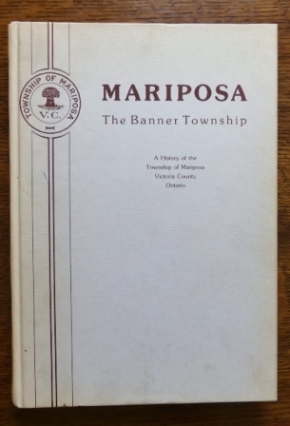 TOWNSHIP OF MARIPOSA
V.C.
MARIPOSA
The Banner Township
A History of the
Township of Mariposa
Victoria County
Ontario